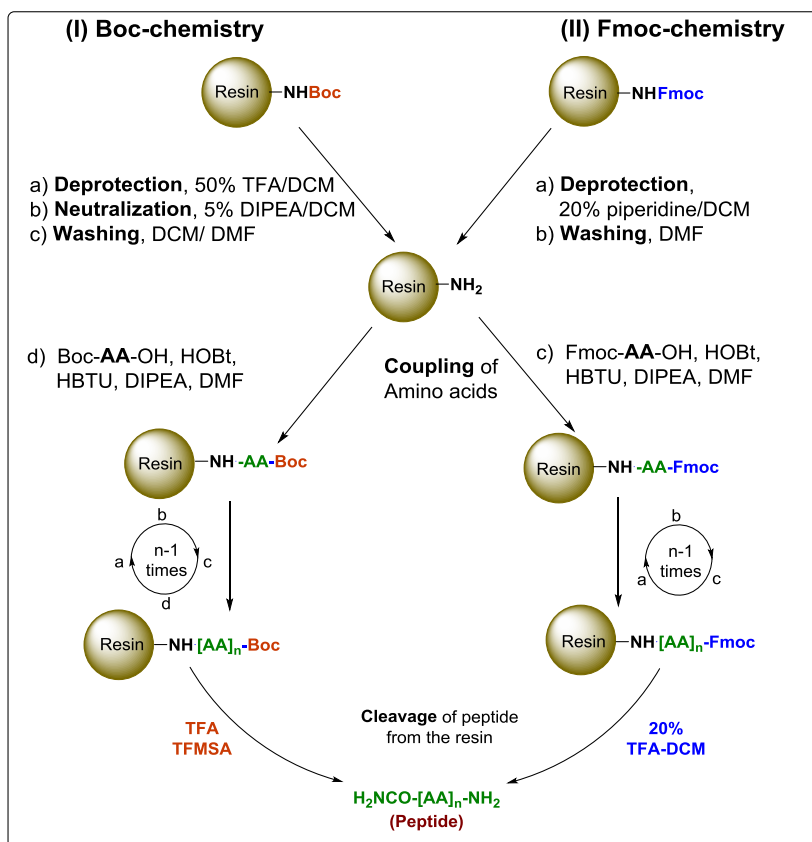 (I) Boc-chemistry
(II) Fmoc-chemistry
Resin
NHBoc
Resin
NHFmoc
a) Deprotection, 50% TFA/DCM
b) Neutralization, 5% DIPEA/DCM
c) Washing, DCM/ DMF
a) Deprotection,
20% piperidine/DCM
b) Washing, DMF
Resin
NH₂
d) Boc-AA-OH, HOBt,
HBTU, DIPEA, DMF
Coupling of
Amino acids
c) Fmoc-AA-OH, HOBt,
HBTU, DIPEA, DMF
Resin
NH-AA-Boc
Resin
NH-AA-Fmoc
b
n-1
times
a
c
d
b
n-1
times
a
c
Resin
NH[AA]ₙ-Boc
Resin
NH[AA]ₙ-Fmoc
TFA
TFMSA
Cleavage of peptide
from the resin
20%
TFA-DCM
H₂NCO-[AA]ₙ-NH₂
(Peptide)